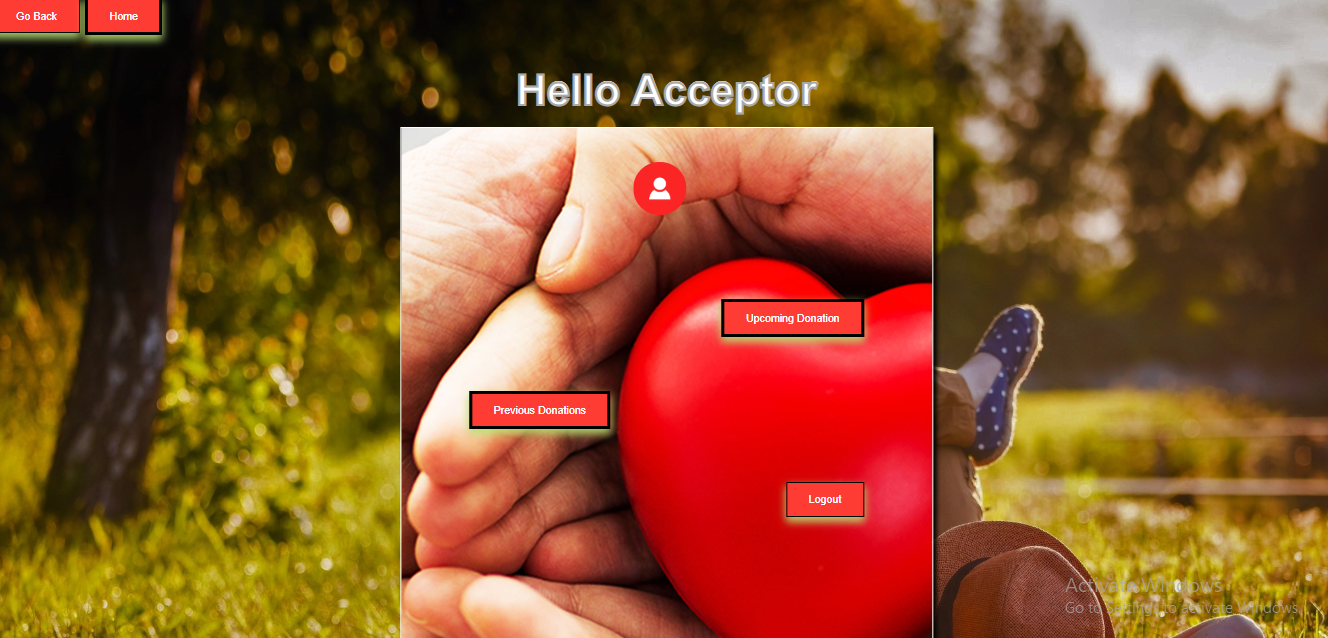 Go Back
Home
Hello Acceptor
Upcoming Donation
Previous Donations
Logout
Activate Windows
Go to Settings to activate Windows.